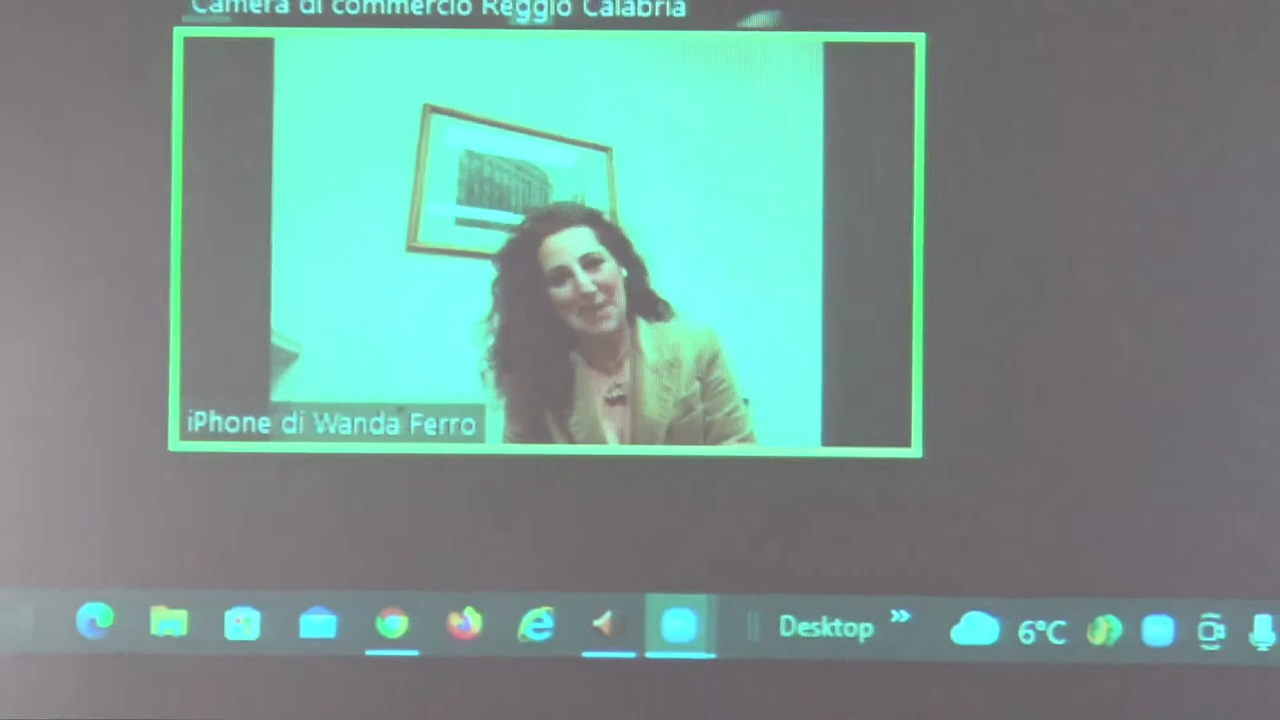 Camera di commercio Reggio Calabria
iPhone di Wanda Ferro
Desktop »
6°C